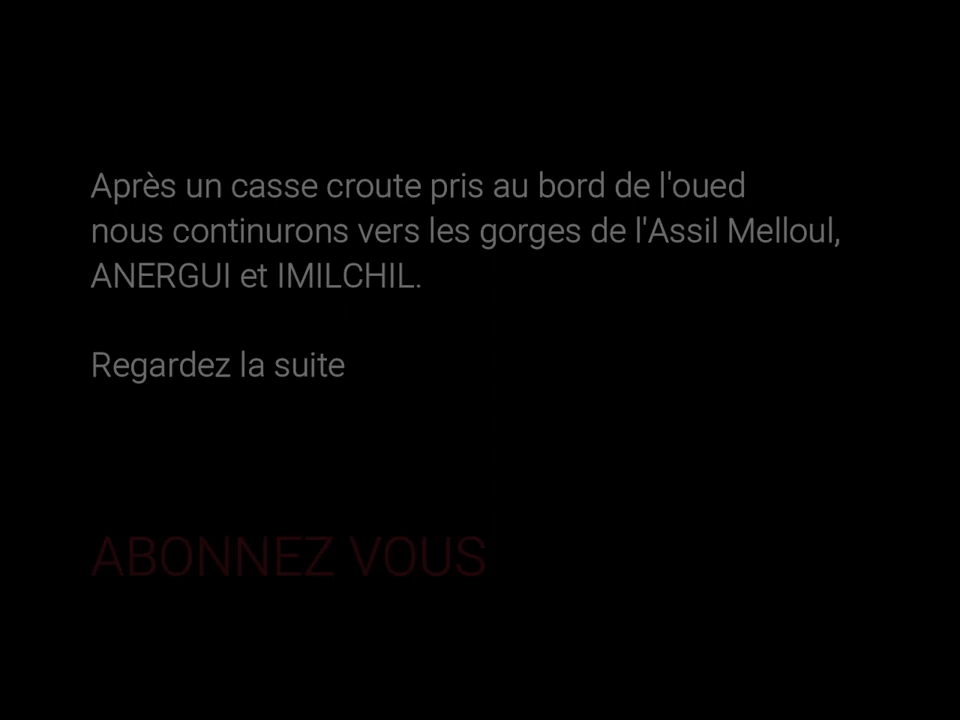 Après un casse croute pris au bord de l'oued
nous continurons vers les gorges de l'Assil Melloul,
ANERGUI et IMILCHIL.
Regardez la suite
ABONNEZ VOUS